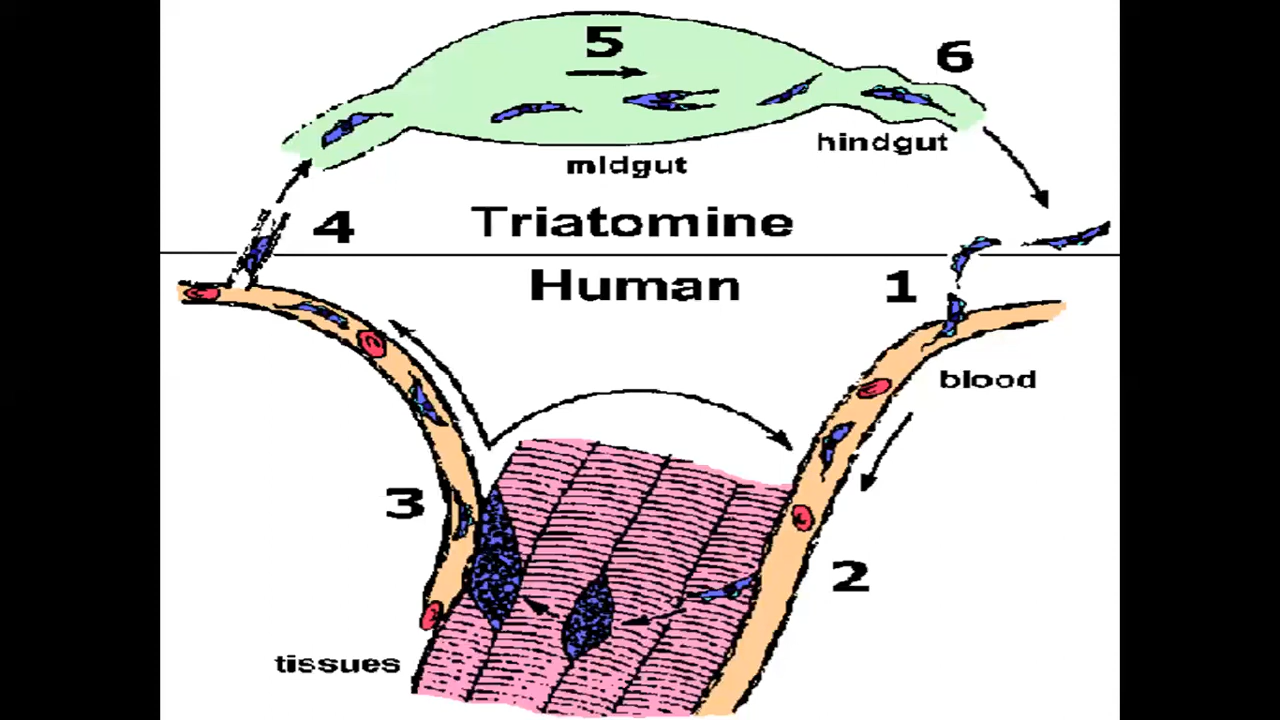 5
6
hindgut
midgut
4
Triatomine
Human
1
blood
3
2
tissues